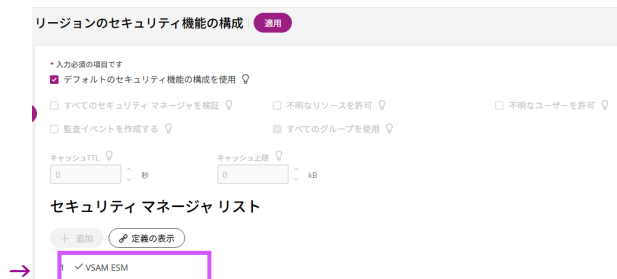 リージョンのセキュリティ機能の構成 適用
* 入力必須の項目です
デフォルトのセキュリティ機能の構成を使用
すべてのセキュリティ マネージャを検証 不明なリソースを許可 不明なユーザーを許可
監査イベントを作成する すべてのグループを使用
キャッシュTTL キャッシュ上限
0 秒 0 kB
セキュリティ マネージャ リスト
+ 追加 定義の表示
1 VSAM ESM